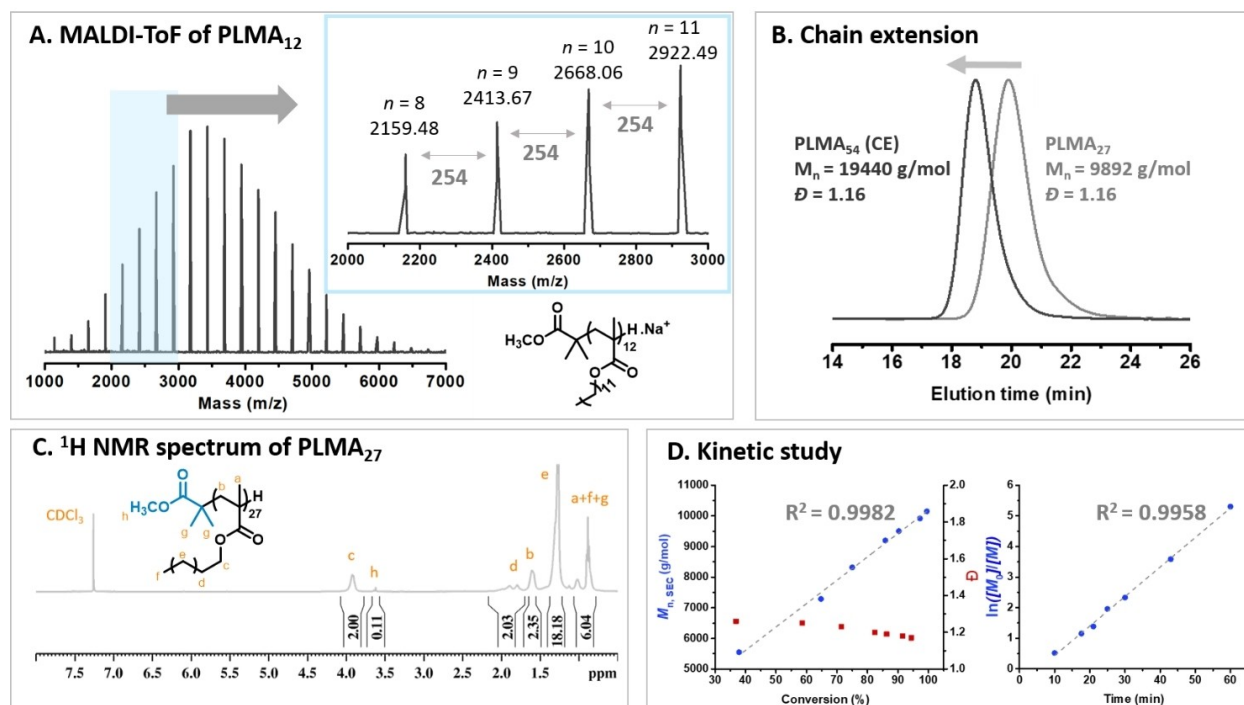 A. MALDI-ToF of PLMA12
n = 8
2159.48
n = 9
2413.67
n = 10
2668.06
n = 11
2922.49
254
254
254
2000 2200 2400 2600 2800 3000
Mass (m/z)
1000 2000 3000 4000 5000 6000 7000
Mass (m/z)
H3CO
O
12
H .Na+
O
O
11
B. Chain extension
PLMA54 (CE)
Mn = 19440 g/mol
Đ = 1.16
PLMA27
Mn = 9892 g/mol
Đ = 1.16
14 16 18 20 22 24 26
Elution time (min)
C. 1H NMR spectrum of PLMA27
CDCl3
O
H3CO
h
b
a
H
27
g
g
O
O
e
f
d
c
c
h
d
b
e
a+f+g
2.00
0.11
2.03
2.35
18.18
6.04
7.5 6.5 5.5 5.0 4.5 4.0 3.5 3.0 2.5 1.5 ppm
D. Kinetic study
R2 = 0.9982
Mn, SEC (g/mol)
11000
10000
9000
8000
7000
6000
5000
2.0
1.8
1.6
1.4
1.2
1.0
Đ
30 40 50 60 70 80 90 100
Conversion (%)
R2 = 0.9958
ln([M0]/[M])
6
5
4
3
2
1
0
0 10 20 30 40 50 60
Time (min)